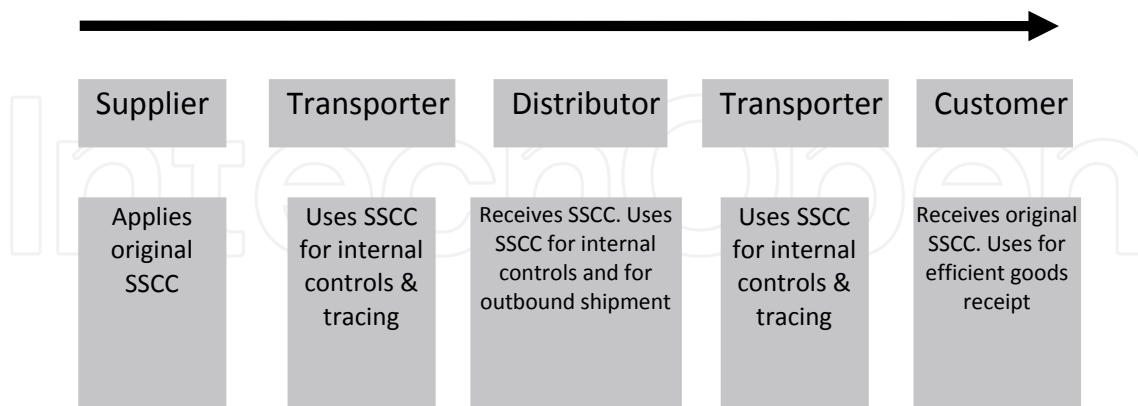 Supplier
Transporter
Distributor
Transporter
Customer
Applies
original
SSCC
Uses SSCC
for internal
controls &
tracing
Receives SSCC. Uses
SSCC for internal
controls and for
outbound shipment
Uses SSCC
for internal
controls &
tracing
Receives original
SSCC. Uses for
efficient goods
receipt
IntechOpen